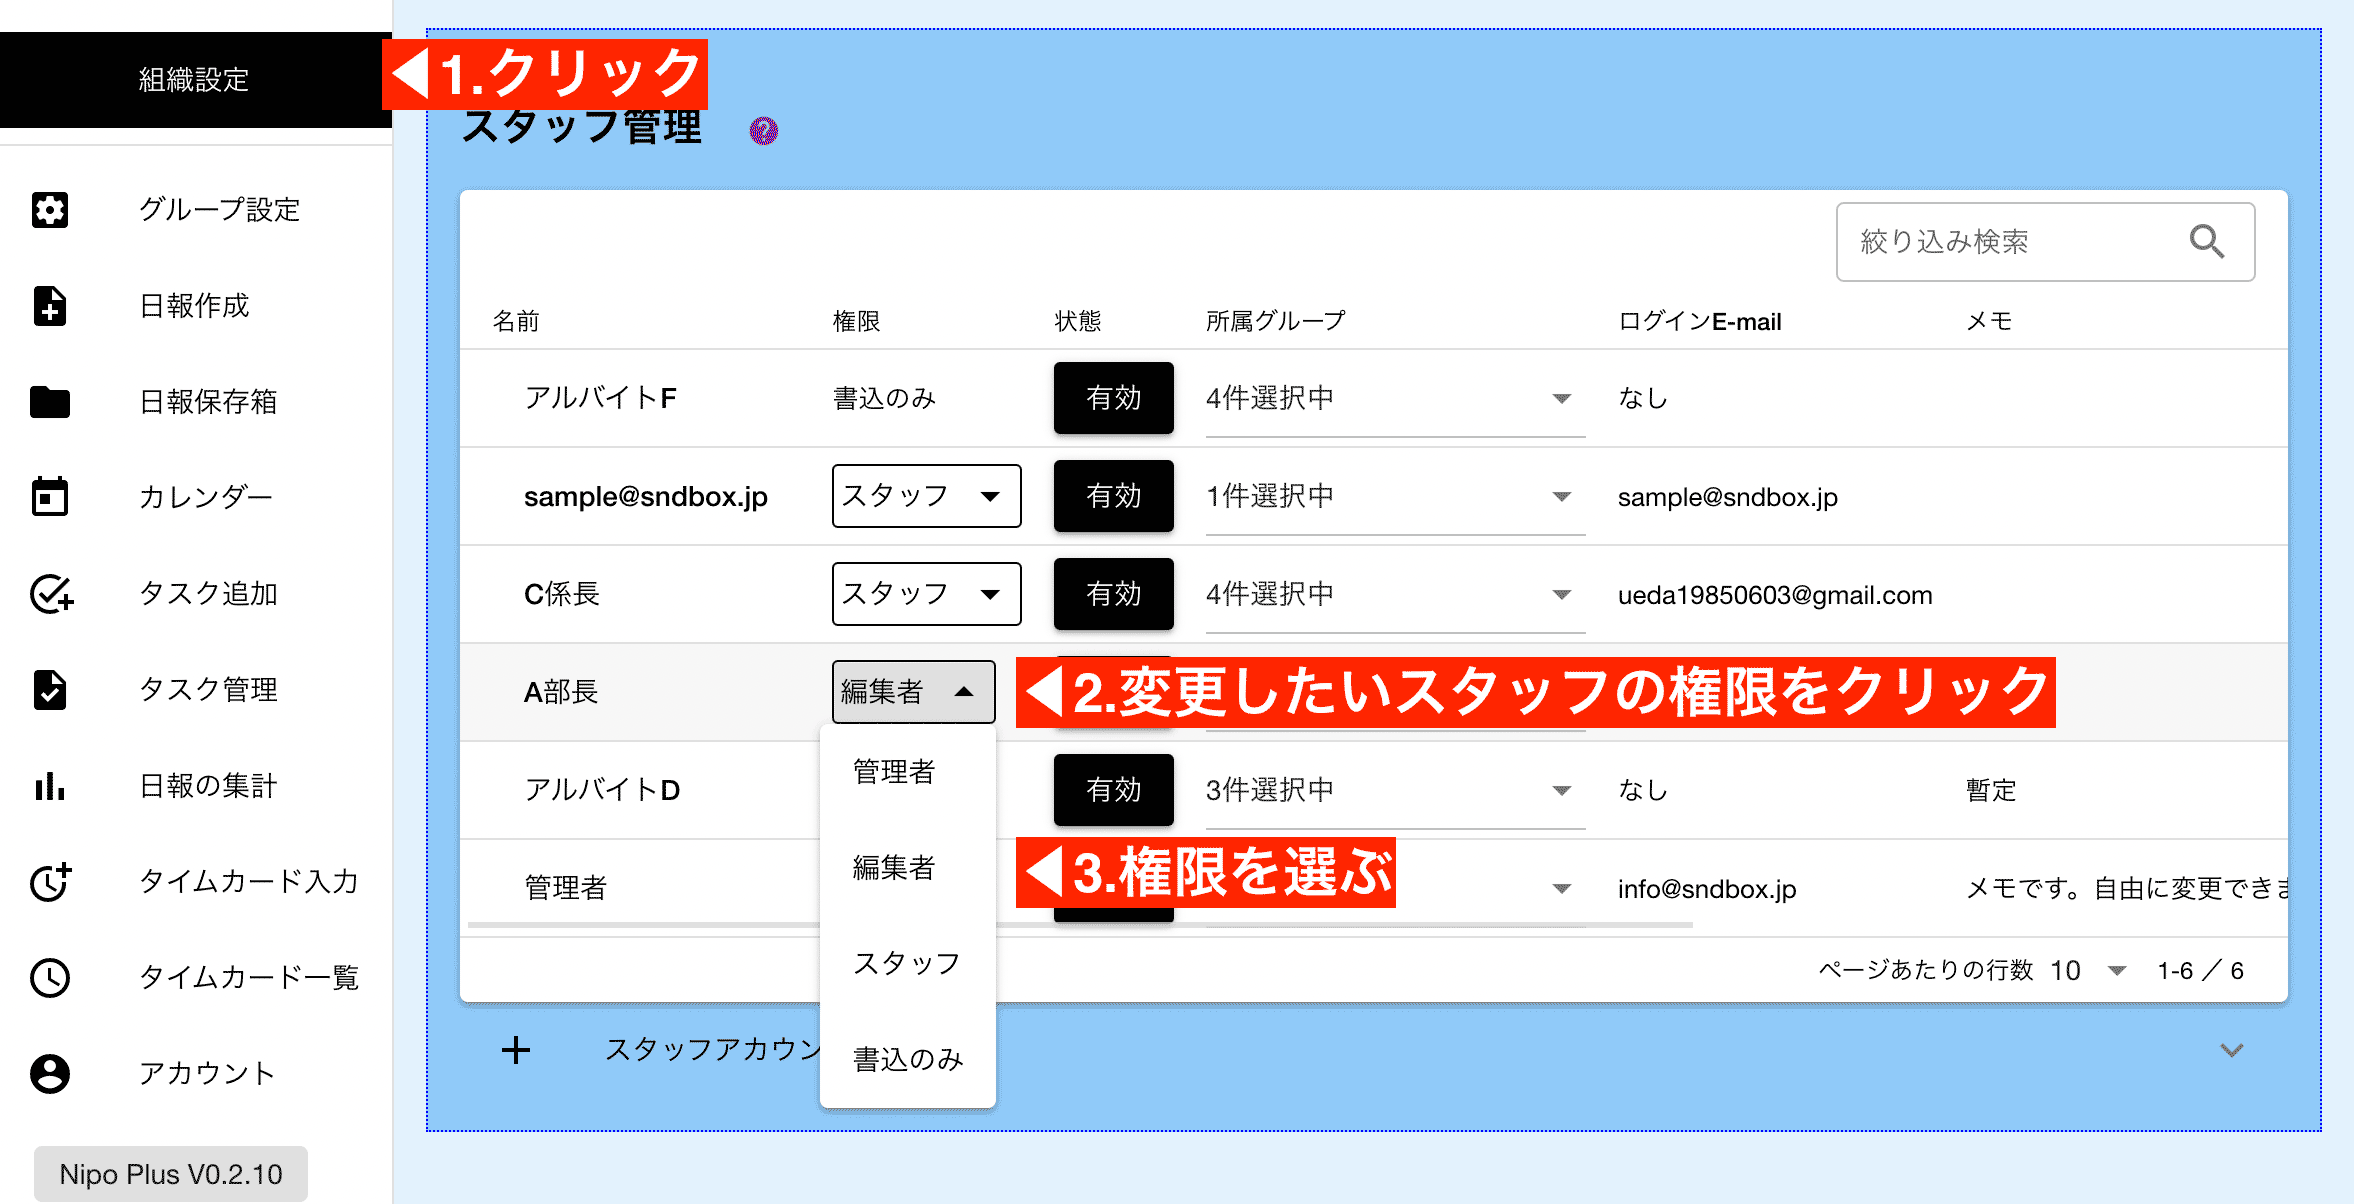 組織設定
グループ設定
日報作成
日報保存箱
カレンダー
タスク追加
タスク管理
日報の集計
タイムカード入力
タイムカード一覧
アカウント
Nipo Plus V0.2.10
◀1.クリック
スタッフ管理 ?
絞り込み検索
名前 権限 状態 所属グループ ログインE-mail メモ
アルバイトF 書込のみ 有効 4件選択中 なし
sample@sndbox.jp スタッフ 有効 1件選択中 sample@sndbox.jp
C係長 スタッフ 有効 4件選択中 ueda19850603@gmail.com
A部長 編集者 ◀2.変更したいスタッフの権限をクリック
管理者
編集者
スタッフ
書込のみ
アルバイトD 有効 3件選択中 なし 暫定
◀3.権限を選ぶ
管理者 info@sndbox.jp メモです。自由に変更できま
ページあたりの行数 10 1-6 / 6
スタッフアカウン